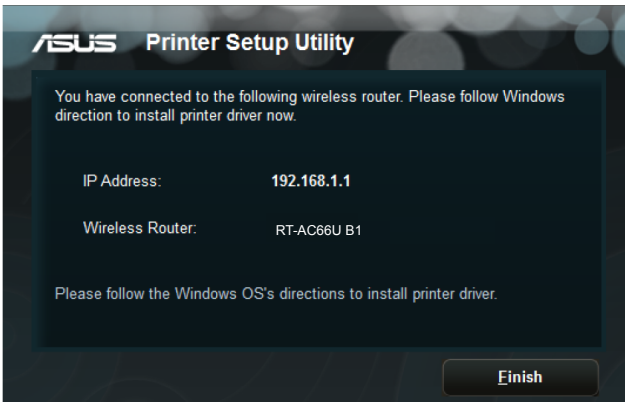 ASUS Printer Setup Utility
You have connected to the following wireless router. Please follow Windows
direction to install printer driver now.
IP Address: 192.168.1.1
Wireless Router: RT-AC66U B1
Please follow the Windows OS's directions to install printer driver.
Finish